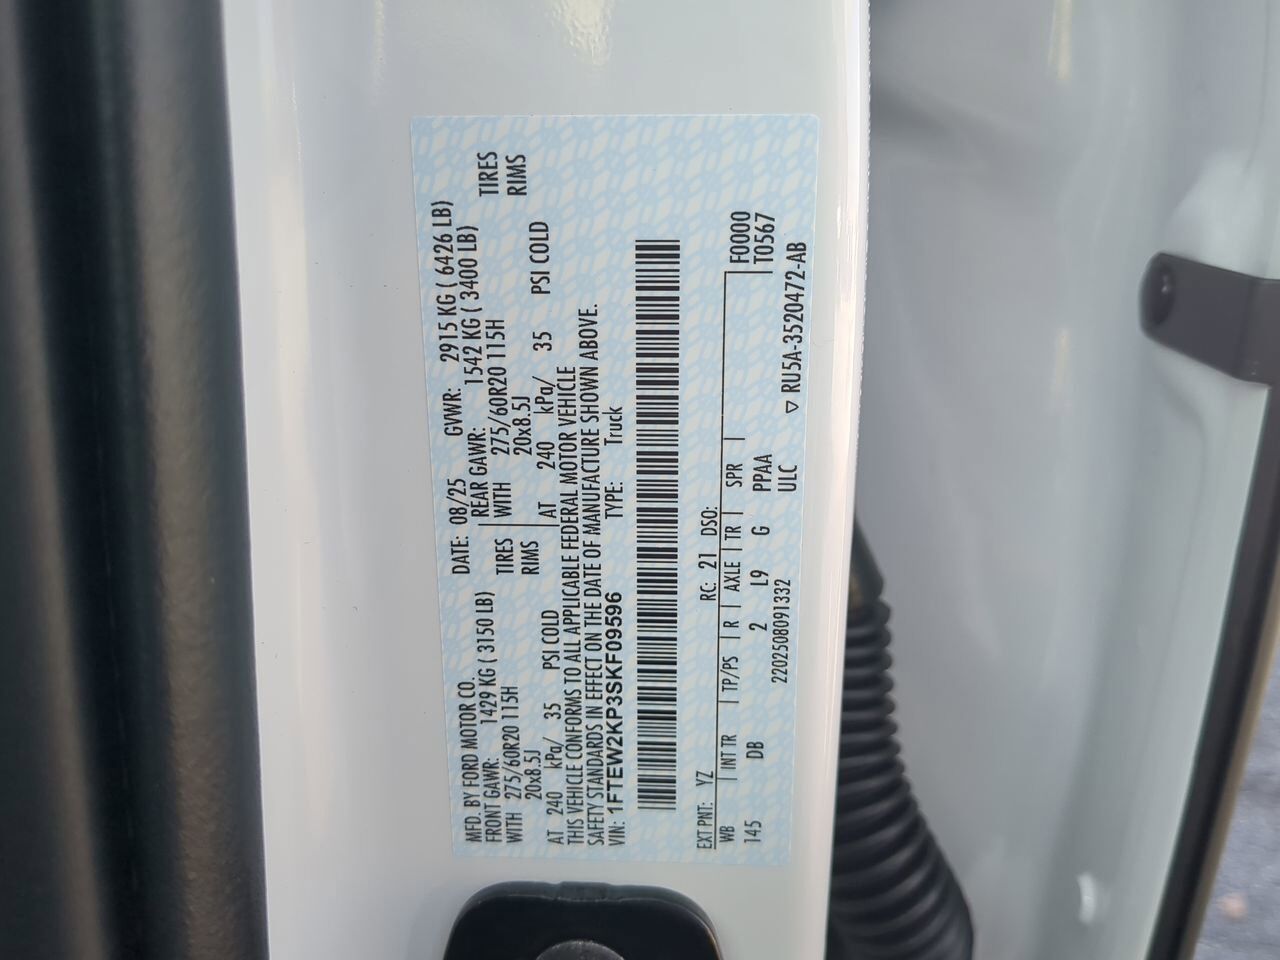 MFD. BY FORD MOTOR CO. DATE: 08/25 GVWR: 2915 KG ( 6426 LB)
FRONT GAWR: 1429 KG ( 3150 LB) REAR GAWR: 1542 KG ( 3400 LB)
WITH 275/60R20 115H TIRES WITH 275/60R20 115H TIRES
20x8.5J RIMS 20x8.5J RIMS
AT 240 kPa/ 35 PSI COLD AT 240 kPa/ 35 PSI COLD
THIS VEHICLE CONFORMS TO ALL APPLICABLE FEDERAL MOTOR VEHICLE
SAFETY STANDARDS IN EFFECT ON THE DATE OF MANUFACTURE SHOWN ABOVE.
VIN: 1FTEW2KP3SKF09596 TYPE: Truck
EXT PNT: YZ RC: 21 DSO: F0000
WB INT TR TP/PS R AXLE TR SPR T0567
145 DB 2 L9 G PPAA
2202508091332 ULC ▽ RU5A-3520472-AB